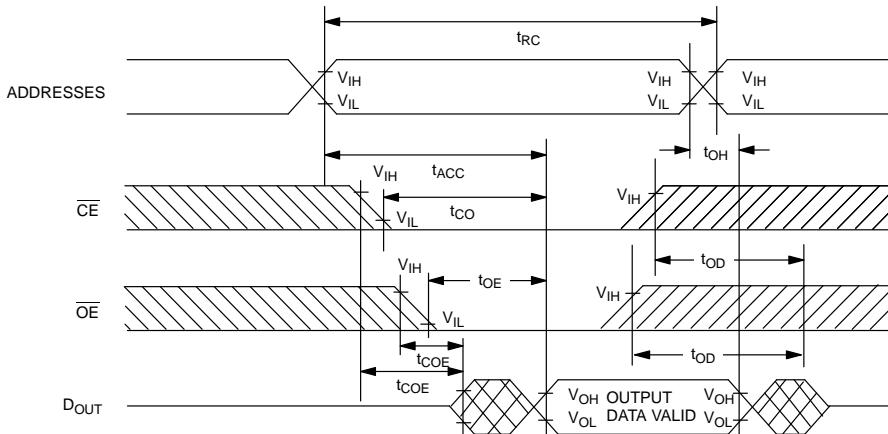 tRC
ADDRESSES
VIH VIH VIH
VIL VIL VIL
tOH
tACC
VIH
VIH
CE
tCO
VIL
VIH
tOE
tOD
VIH
OE
VIL
tCOE
tOD
tCOE
DOUT
VOH OUTPUT VOH
VOL DATA VALID VOL